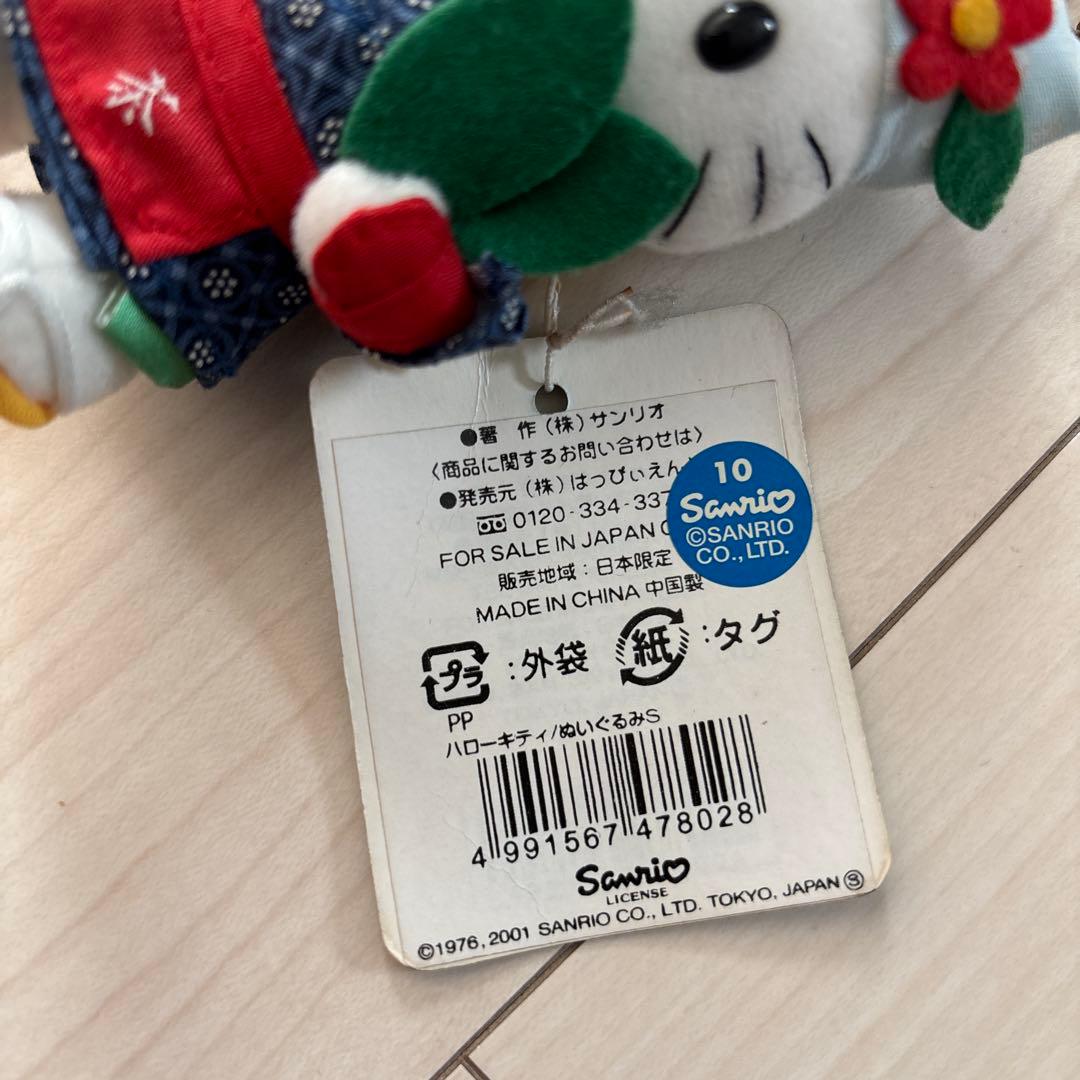 茶
●著 作(株)サンリオ
〈商品に関するお問い合わせは〉
●発売元(株)はっぴぃえん
0120-334-33
FOR SALE IN JAPAN
販売地域:日本限定
MADE IN CHINA 中国製
10
Sanrio
©SANRIO
CO.,LTD.
プラ :外袋 紙 :タグ
PP
ハローキティ/ぬいぐるみS
4 991567 478028
Sanrio
LICENSE
©1976,2001 SANRIO CO., LTD. TOKYO, JAPAN ③